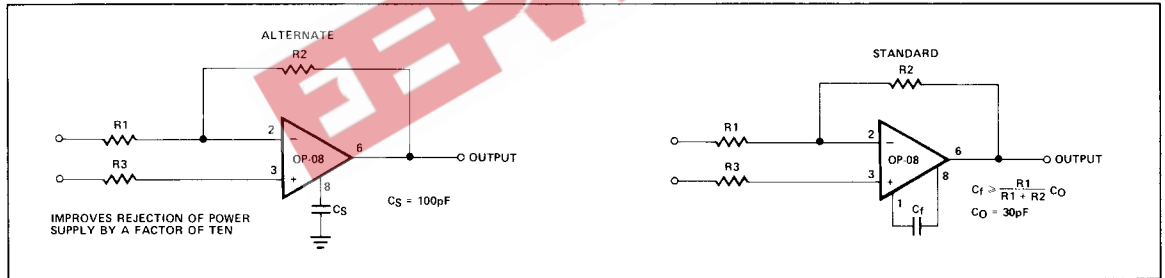 ALTERNATE
R2
R1
2
−
6
OUTPUT
OP-08
R3
3
+
8
CS
CS = 100pF
IMPROVES REJECTION OF POWER
SUPPLY BY A FACTOR OF TEN
STANDARD
R2
R1
2
−
6
OUTPUT
OP-08
8
R3
3
+
1
Cf
Cf ⩾ R1 / (R1 + R2) CO
CO = 30pF